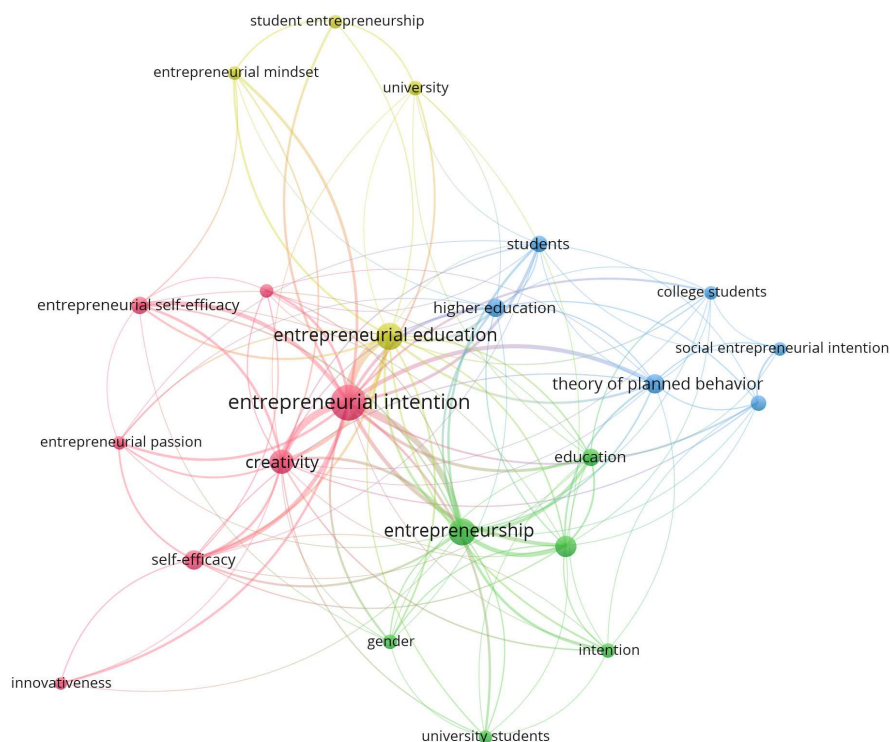 student entrepreneurship
entrepreneurial mindset
university
students
college students
entrepreneurial self-efficacy
higher education
entrepreneurial education
social entrepreneurial intention
theory of planned behavior
entrepreneurial intention
entrepreneurial passion
creativity
education
entrepreneurship
self-efficacy
gender
intention
innovativeness
university students